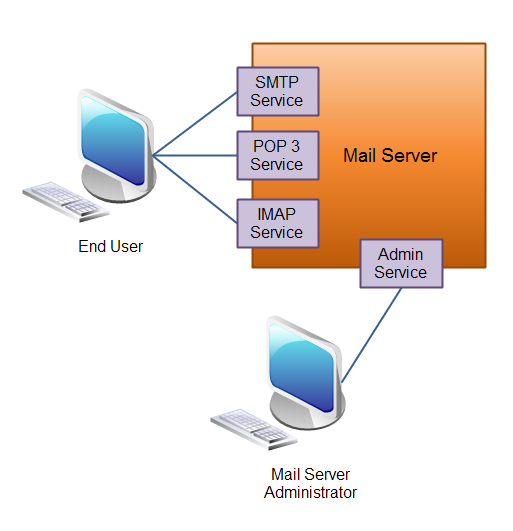 SMTP
Service
POP 3
Service
Mail Server
IMAP
Service
End User
Admin
Service
Mail Server
Administrator